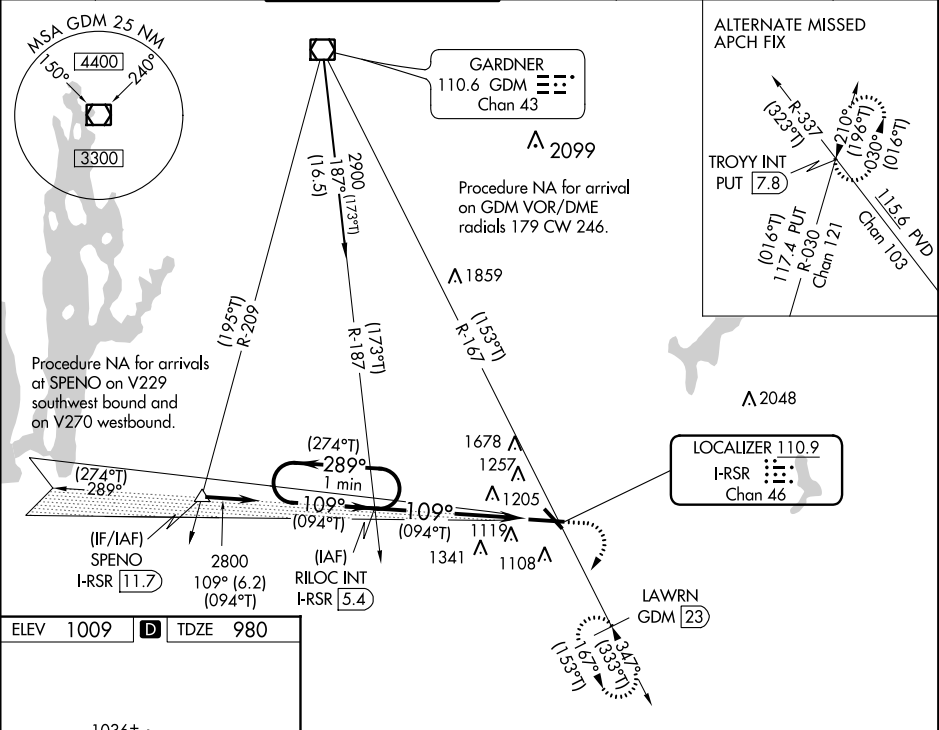 MSA GDM 25 NM
150°
4400
240°
3300
GARDNER
110.6 GDM
Chan 43
2099
Procedure NA for arrival
on GDM VOR/DME
radials 179 CW 246.
ALTERNATE MISSED
APCH FIX
R-337
(323°T)
210°
(196°T)
030°
(016°T)
TROYY INT
PUT 7.8
(016°T)
117.4 PUT
R-030
Chan 121
115.6 PVD
Chan 103
2900
187° (173°T)
(16.5)
1859
(195°T)
R-209
(173°T)
R-187
(153°T)
R-167
Procedure NA for arrivals
at SPENO on V229
southwest bound and
on V270 westbound.
2048
1678
1257
1205
1119
1341
1108
LOCALIZER 110.9
I-RSR
Chan 46
(274°T)
289°
(274°T)
289°
1 min
109°
(094°T)
109°
(094°T)
(IF/IAF)
SPENO
I-RSR 11.7
2800
109° (6.2)
(094°T)
(IAF)
RILOC INT
I-RSR 5.4
LAWRN
GDM 23
167°
(153°T)
347°
(333°T)
ELEV 1009 D TDZE 980